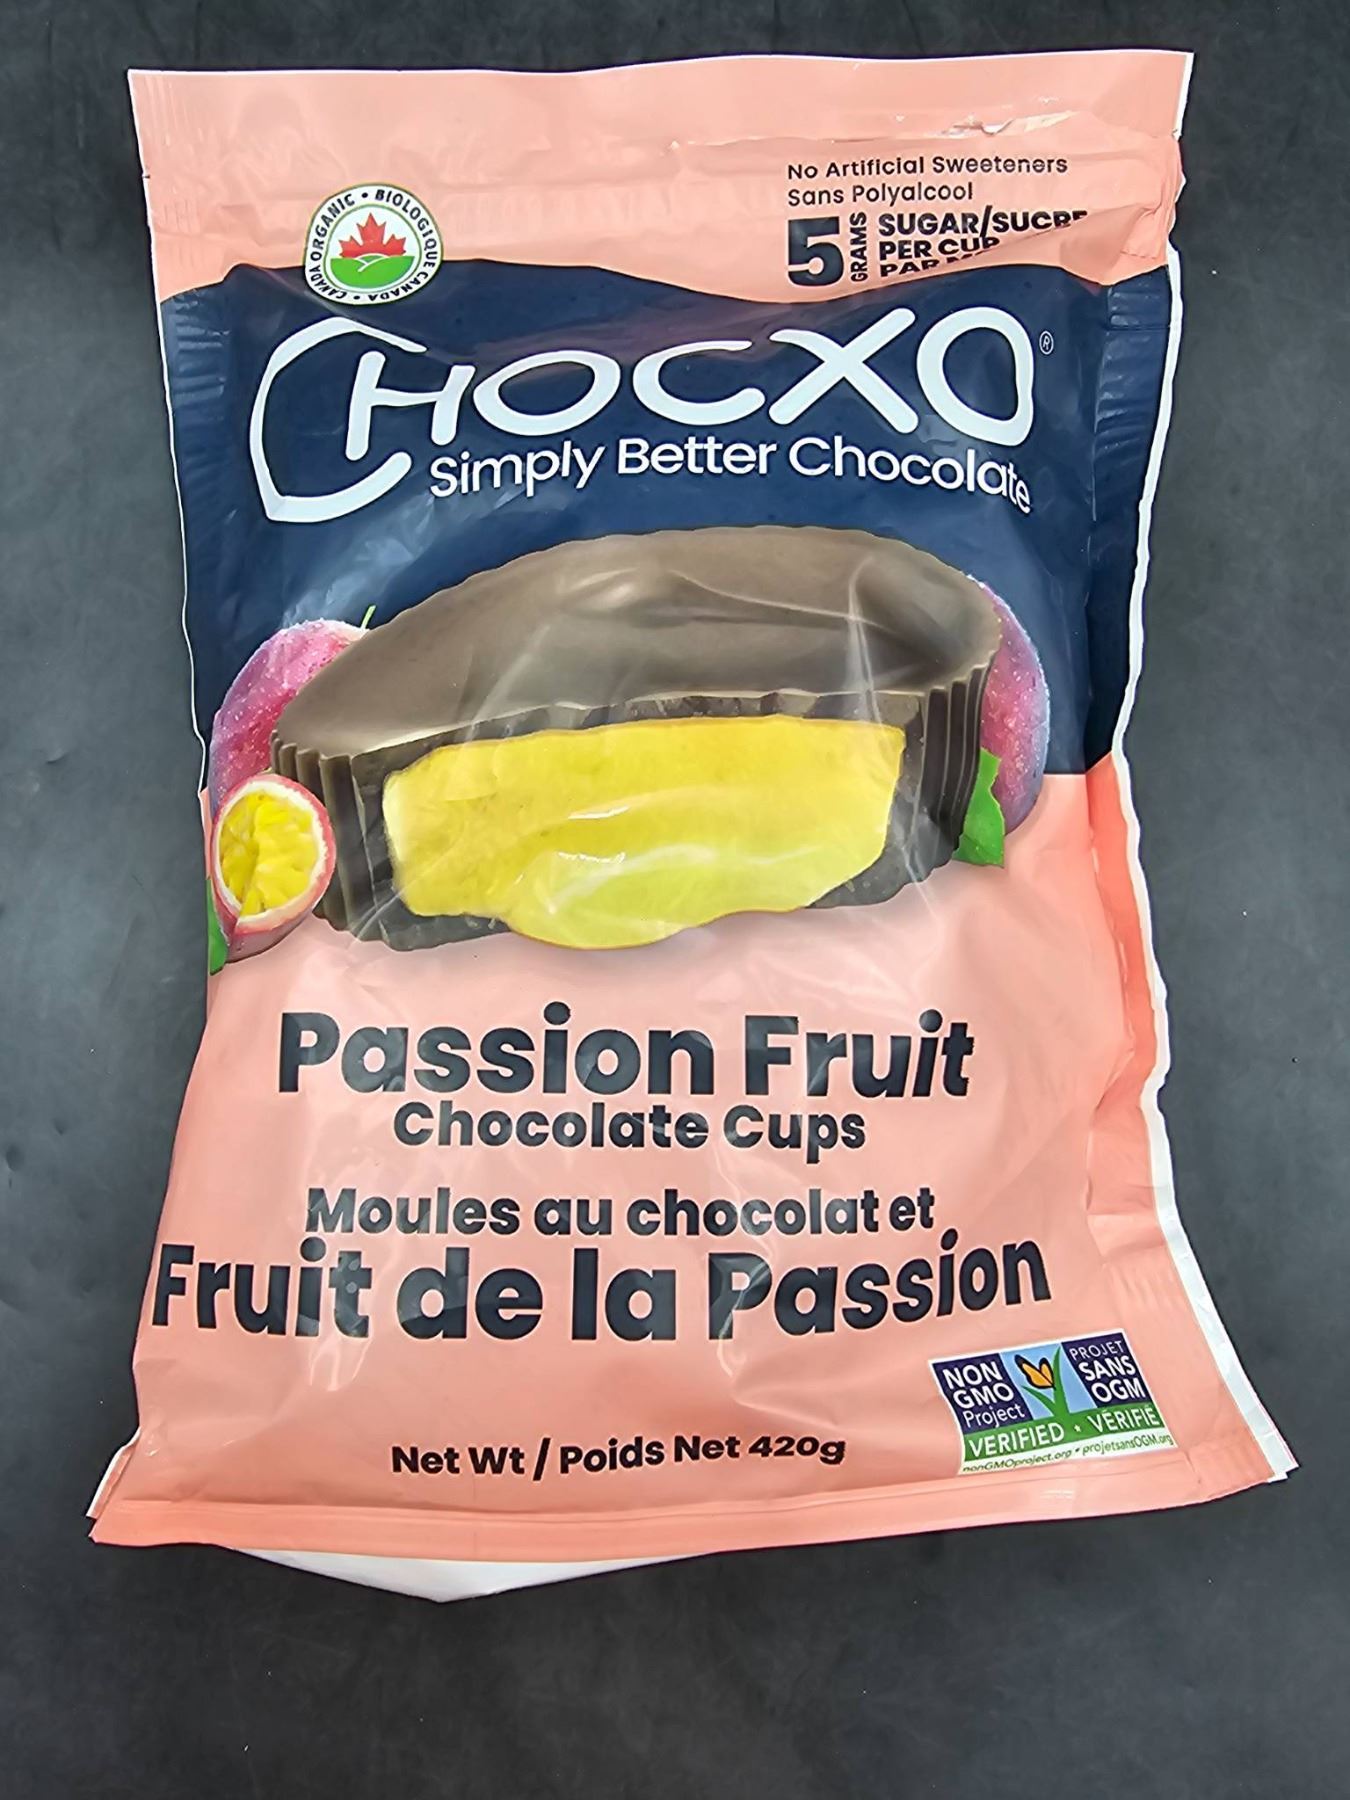 CANADA ORGANIC • BIOLOGIQUE CANADA •
No Artificial Sweeteners
Sans Polyalcool
5 GRAMS
SUGAR/SUCRE
PER CUP
PAR
CHOCXO®
Simply Better Chocolate
Passion Fruit
Chocolate Cups
Moules au chocolat et
Fruit de la Passion
Net Wt / Poids Net 420g
NON
GMO
Project
PROJET
SANS
OGM
VERIFIED • VÉRIFIÉ
nonGMOproject.org • projetsansOGM.org